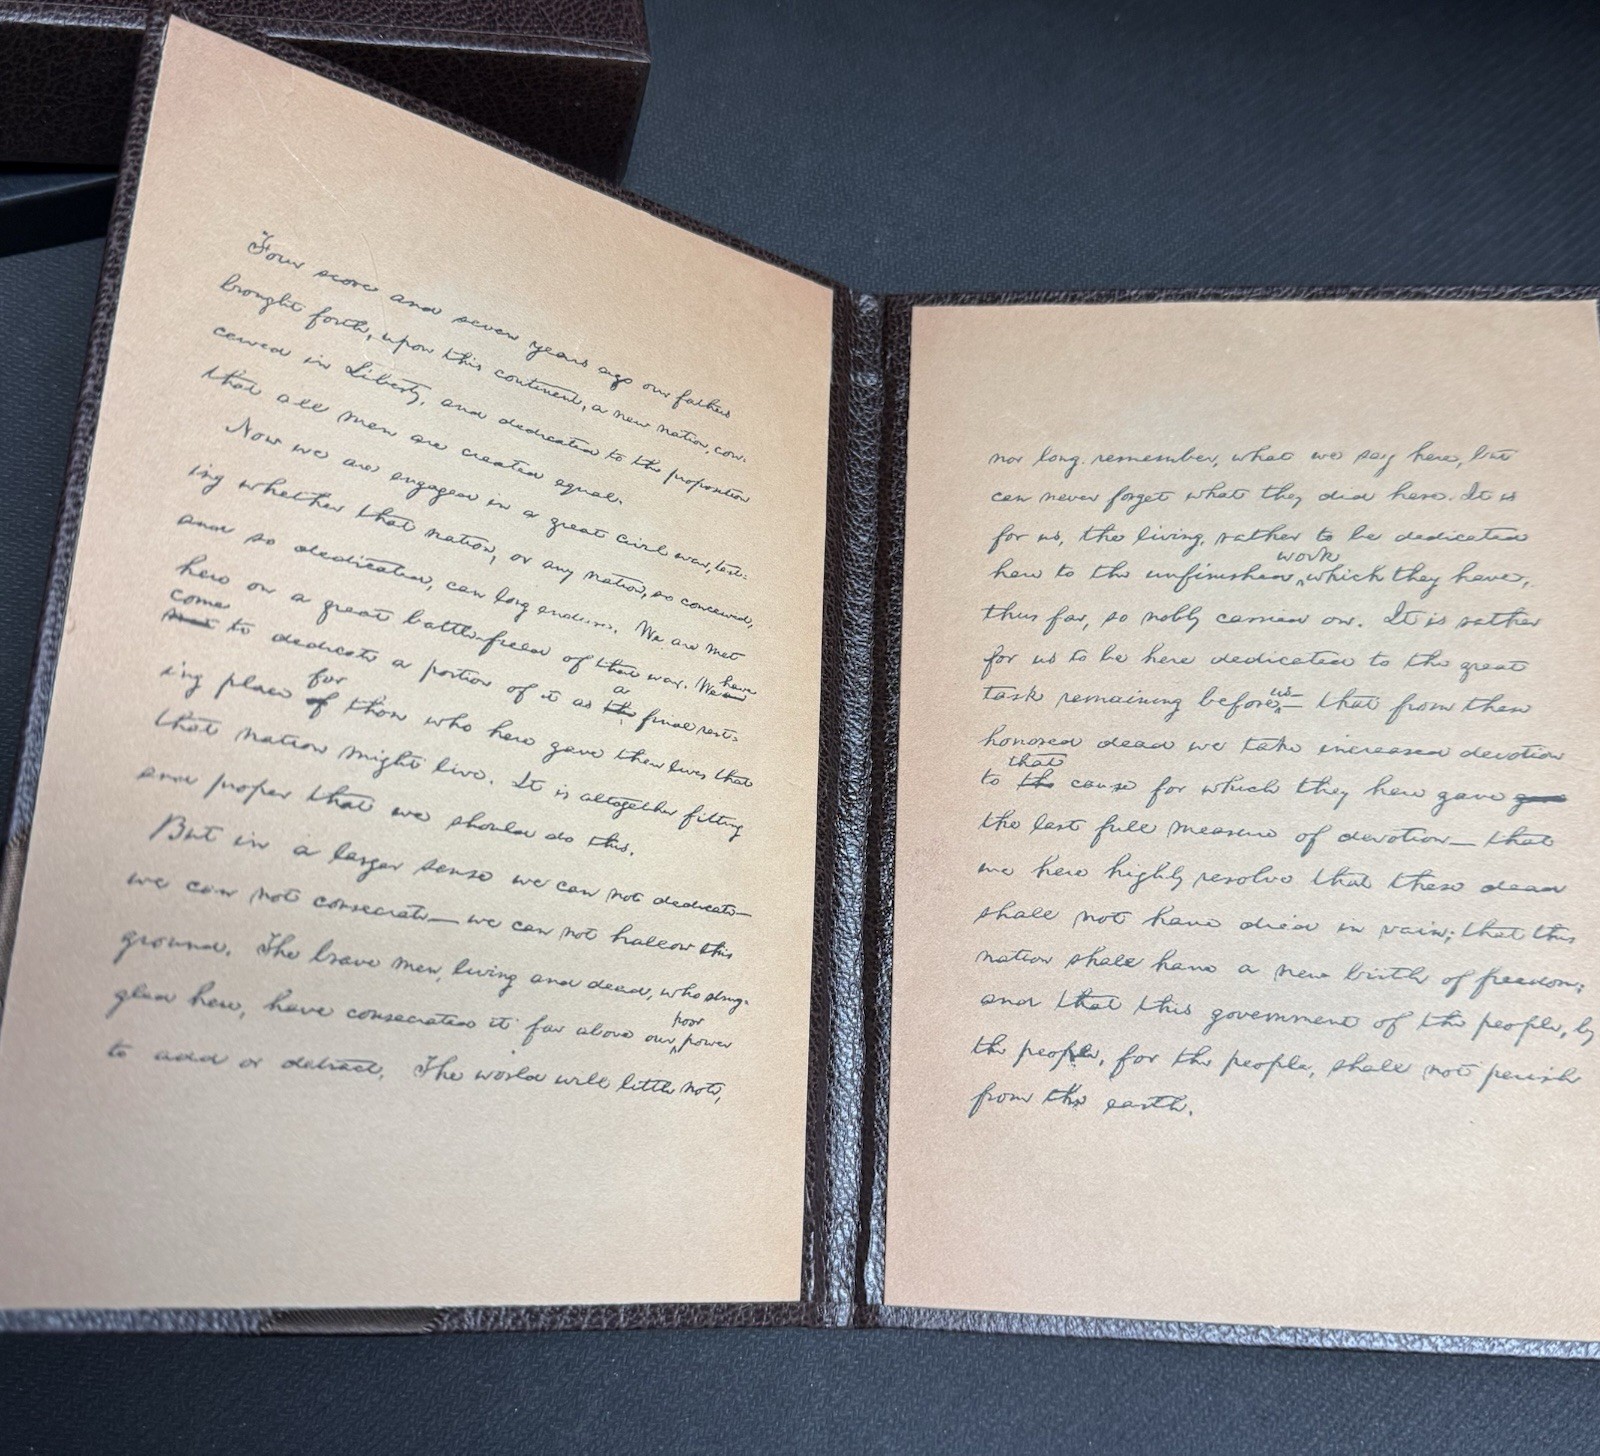 Four score and seven years ago our fathers
brought forth, upon this continent, a new nation, con-
ceived in Liberty, and dedicated to the proposition
that all men are created equal.
Now we are engaged in a great civil war, test-
ing whether that nation, or any nation, so conceived,
and so dedicated, can long endure. We are met
here on a great battle-field of that war. We have
come to dedicate a portion of it as a final rest-
ing place for those who here gave their lives that
that nation might live. It is altogether fitting
and proper that we should do this.
But in a larger sense we can not dedicate—
we can not consecrate—we can not hallow this
ground. The brave men, living and dead, who strug-
gled here, have consecrated it far above our poor power
to add or detract. The world will little note,
nor long remember, what we say here, but
can never forget what they did here. It is
for us, the living, rather to be dedicated
here to the unfinished work which they have,
thus far, so nobly carried on. It is rather
for us to be here dedicated to the great
task remaining before us— that from these
honored dead we take increased devotion
to that cause for which they here gave
the last full measure of devotion— that
we here highly resolve that these dead
shall not have died in vain; that this
nation shall have a new birth of freedom;
and that this government of the people, by
the people, for the people, shall not perish
from the earth.